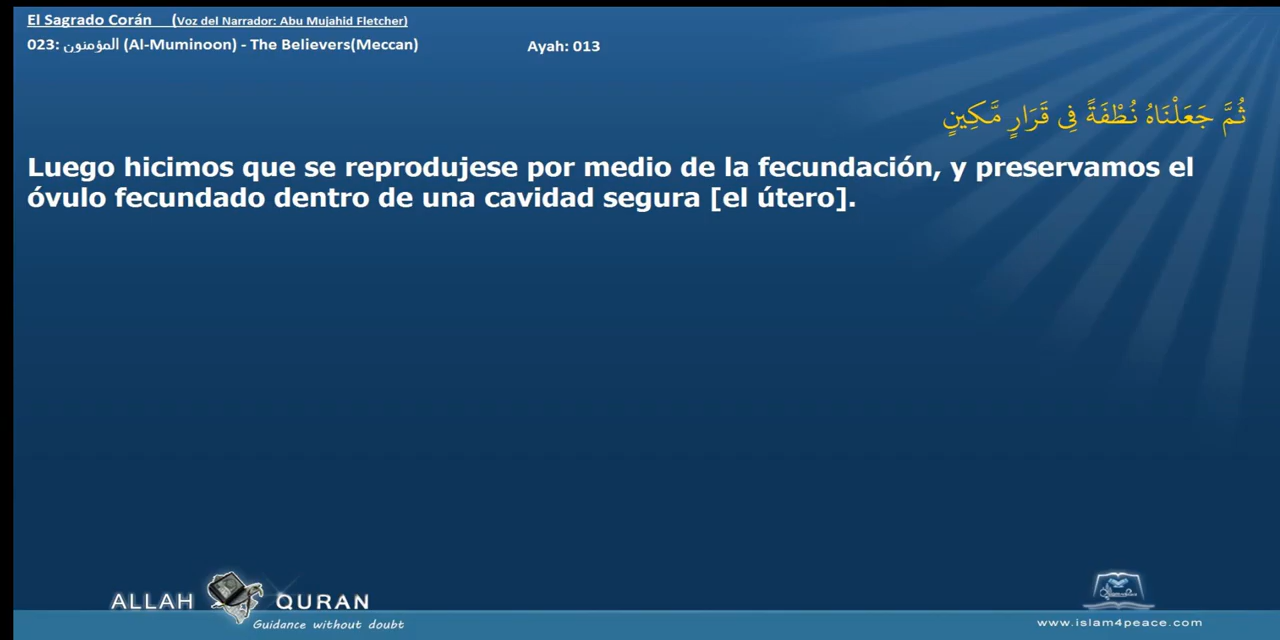 El Sagrado Corán (Voz del Narrador: Abu Mujahid Fletcher)
023: المؤمنون (Al-Muminoon) - The Believers(Meccan) Ayah: 013
ثُمَّ جَعَلْنَاهُ نُطْفَةً فِى قَرَارٍ مَّكِينٍ
Luego hicimos que se reprodujese por medio de la fecundación, y preservamos el
óvulo fecundado dentro de una cavidad segura [el útero].
ALLAH QURAN
Guidance without doubt
www.islam4peace.com